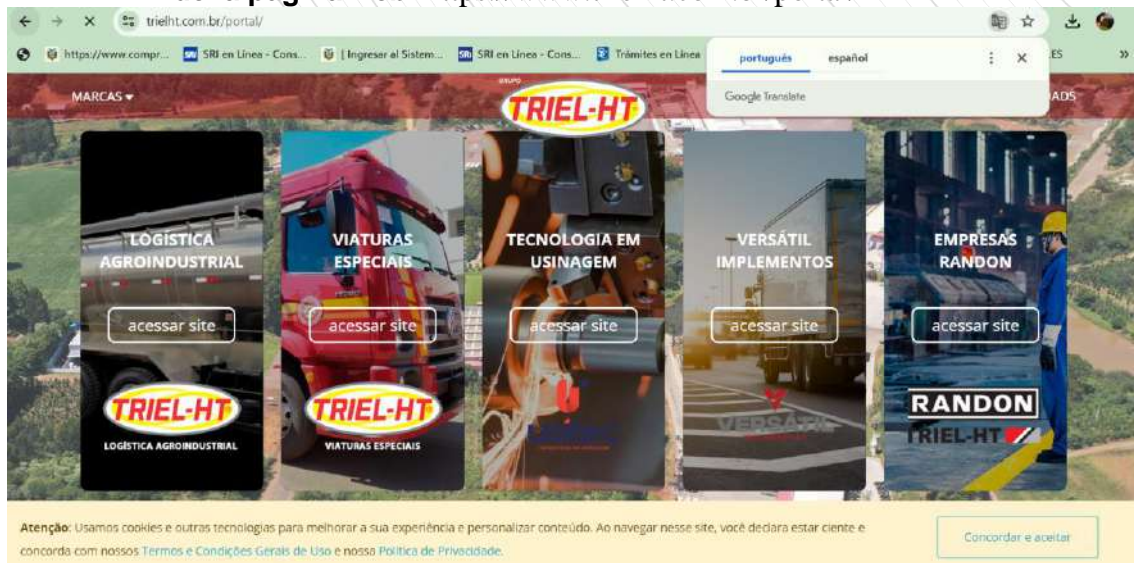 trielht.com.br/portal/
https://www.compr...
SRI en Línea - Cons...
[ Ingresar al Sistem...
SRI en Línea - Cons...
Trámites en Línea
ES
»
português español
Google Translate
MARCAS
GRUPO
TRIEL-HT
ADS
LOGÍSTICA
AGROINDUSTRIAL
acessar site
TRIEL-HT
LOGÍSTICA AGROINDUSTRIAL
VIATURAS
ESPECIAIS
acessar site
TRIEL-HT
VIATURAS ESPECIAIS
TECNOLOGIA EM
USINAGEM
acessar site
VERSÁTIL
IMPLEMENTOS
acessar site
VERSÁTIL
EMPRESAS
RANDON
acessar site
RANDON
TRIEL-HT
Atenção: Usamos cookies e outras tecnologias para melhorar a sua experiência e personalizar conteúdo. Ao navegar nesse site, você declara estar ciente e
concorda com nossos Termos e Condições Gerais de Uso e nossa Política de Privacidade.
Concordar e aceitar